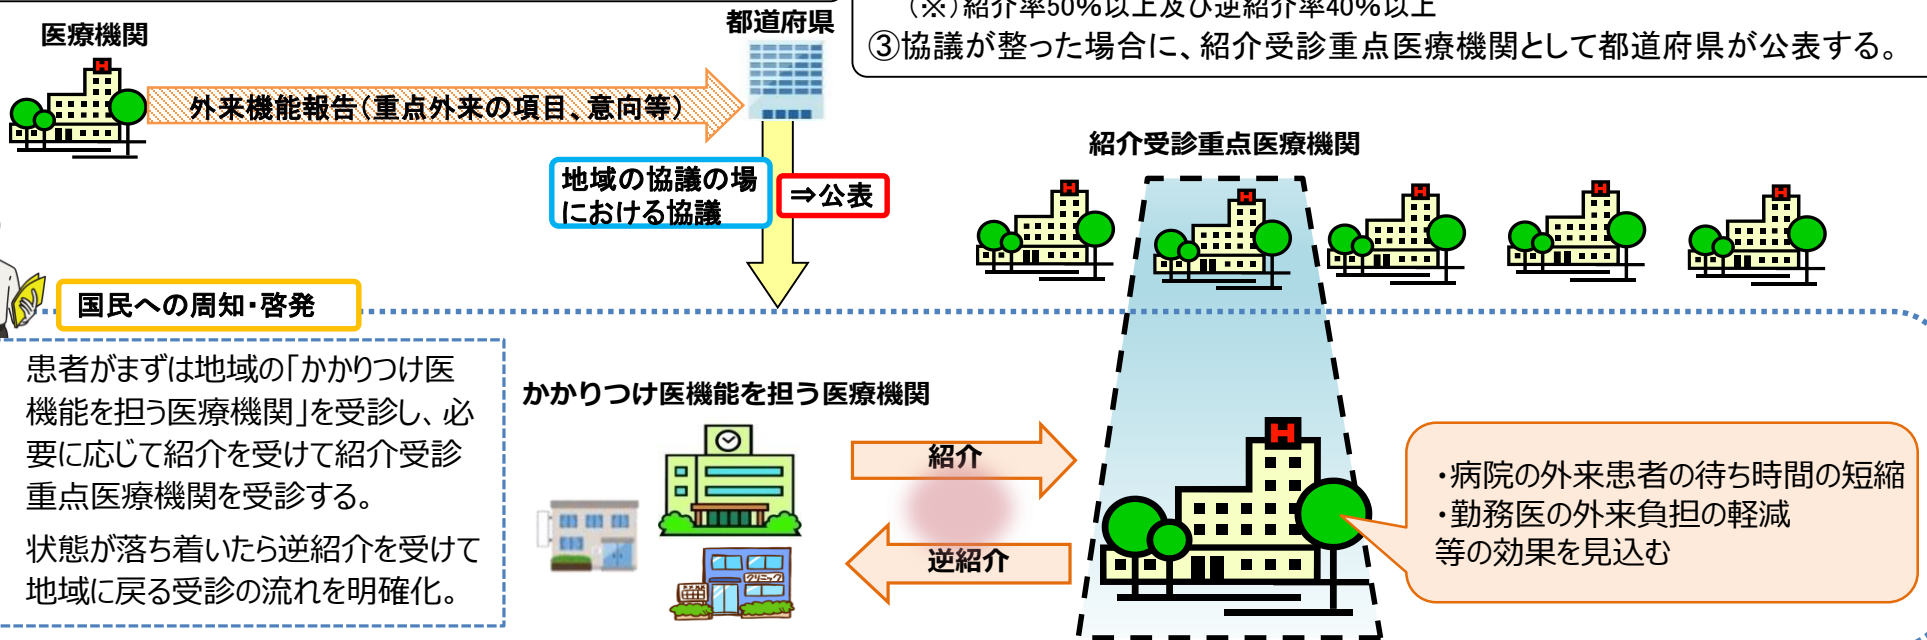 （※）紹介率50％以上及び逆紹介率40％以上
③協議が整った場合に、紹介受診重点医療機関として都道府県が公表する。
医療機関
都道府県
外来機能報告（重点外来の項目、意向等）
地域の協議の場
における協議
⇒公表
紹介受診重点医療機関
H
H
H
H
H
H
国民への周知・啓発
患者がまずは地域の「かかりつけ医
機能を担う医療機関」を受診し、必
要に応じて紹介を受けて紹介受診
重点医療機関を受診する。
状態が落ち着いたら逆紹介を受けて
地域に戻る受診の流れを明確化。
かかりつけ医機能を担う医療機関
クリニック
紹介
逆紹介
H
・病院の外来患者の待ち時間の短縮
・勤務医の外来負担の軽減
等の効果を見込む